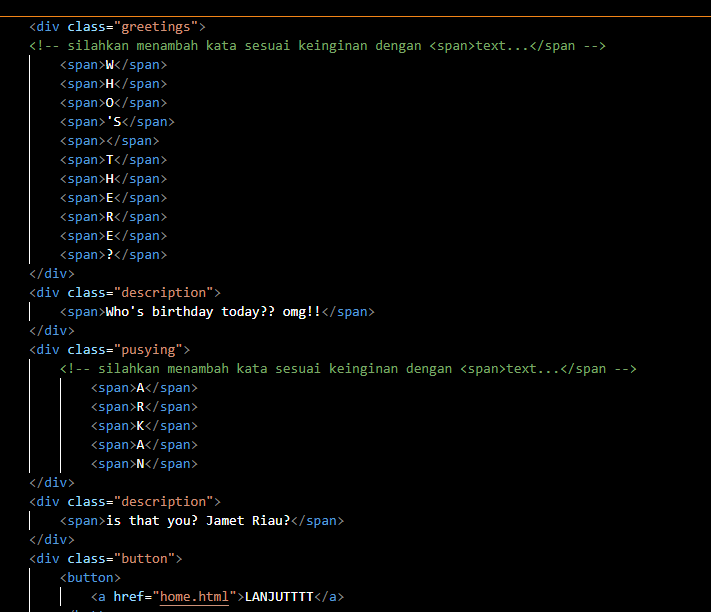 <div class="greetings">
<!-- silahkan menambah kata sesuai keinginan dengan <span>text...</span -->
<span>W</span>
<span>H</span>
<span>O</span>
<span>'S</span>
<span></span>
<span>T</span>
<span>H</span>
<span>E</span>
<span>R</span>
<span>E</span>
<span>?</span>
</div>
<div class="description">
<span>Who's birthday today?? omg!!</span>
</div>
<div class="pusying">
<!-- silahkan menambah kata sesuai keinginan dengan <span>text...</span -->
<span>A</span>
<span>R</span>
<span>K</span>
<span>A</span>
<span>N</span>
</div>
<div class="description">
<span>is that you? Jamet Riau?</span>
</div>
<div class="button">
<button>
<a href="home.html">LANJUTTTT</a>